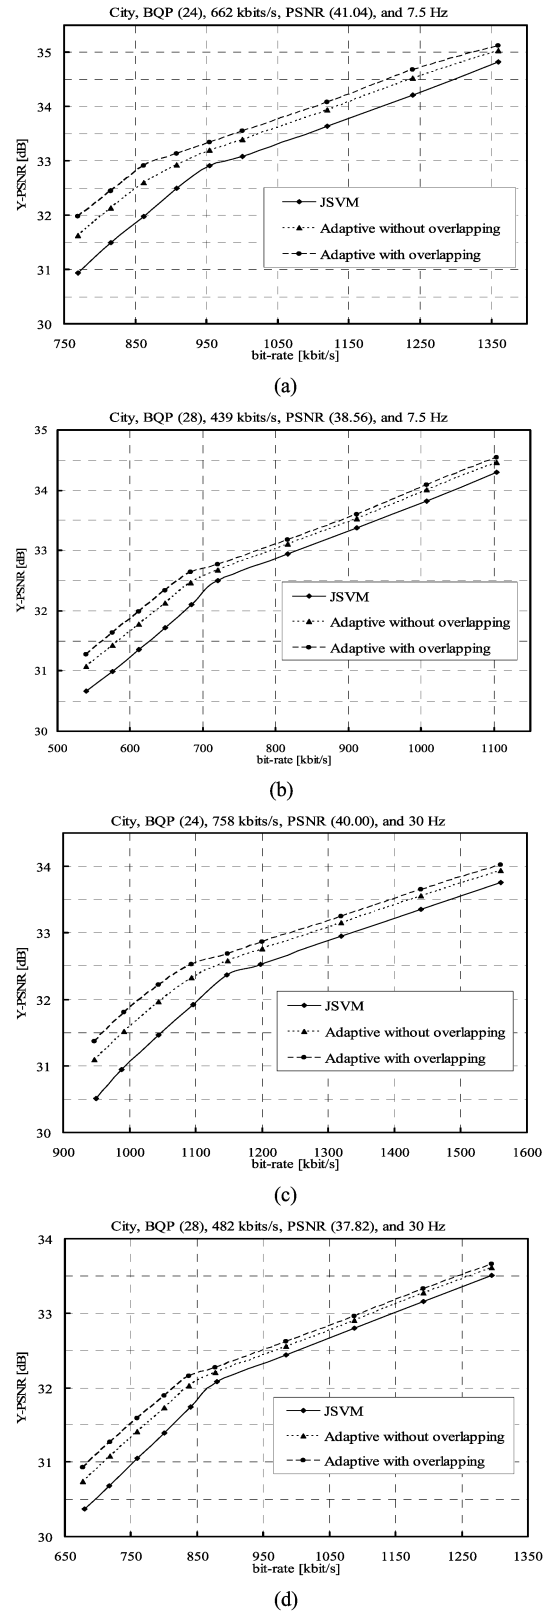 City, BQP (24), 662 kbits/s, PSNR (41.04), and 7.5 Hz
35
34
33
32
31
30
Y-PSNR [dB]
JSVM
Adaptive without overlapping
Adaptive with overlapping
750 850 950 1050 1150 1250 1350
bit-rate [kbit/s]
(a)
City, BQP (28), 439 kbits/s, PSNR (38.56), and 7.5 Hz
35
34
33
32
31
30
Y-PSNR [dB]
JSVM
Adaptive without overlapping
Adaptive with overlapping
500 600 700 800 900 1000 1100
bit-rate [kbit/s]
(b)
City, BQP (24), 758 kbits/s, PSNR (40.00), and 30 Hz
34
33
32
31
30
Y-PSNR [dB]
JSVM
Adaptive without overlapping
Adaptive with overlapping
900 1000 1100 1200 1300 1400 1500 1600
bit-rate [kbit/s]
(c)
City, BQP (28), 482 kbits/s, PSNR (37.82), and 30 Hz
34
33
32
31
30
Y-PSNR [dB]
JSVM
Adaptive without overlapping
Adaptive with overlapping
650 750 850 950 1050 1150 1250 1350
bit-rate [kbit/s]
(d)